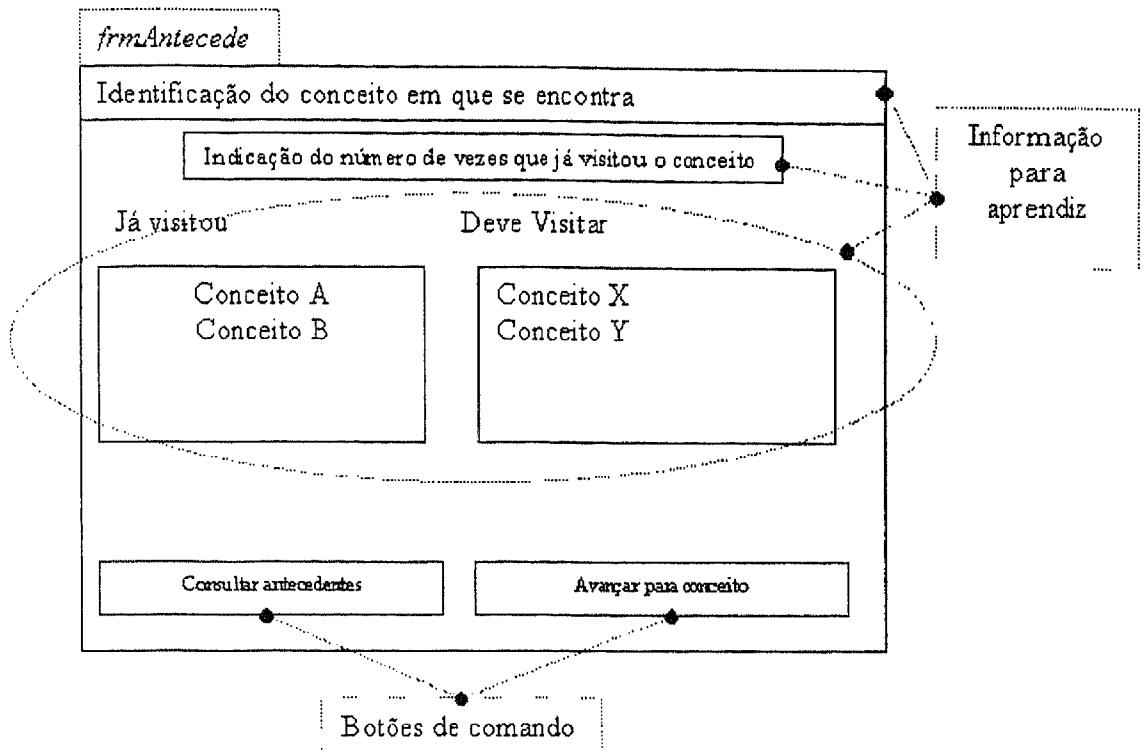 frmAntecede
Identificação do conceito em que se encontra
Indicação do número de vezes que já visitou o conceito
Informação
para
aprendiz
Já visitou
Deve Visitar
Conceito A
Conceito B
Conceito X
Conceito Y
Consultar antecedentes
Avançar para conceito
Botões de comando